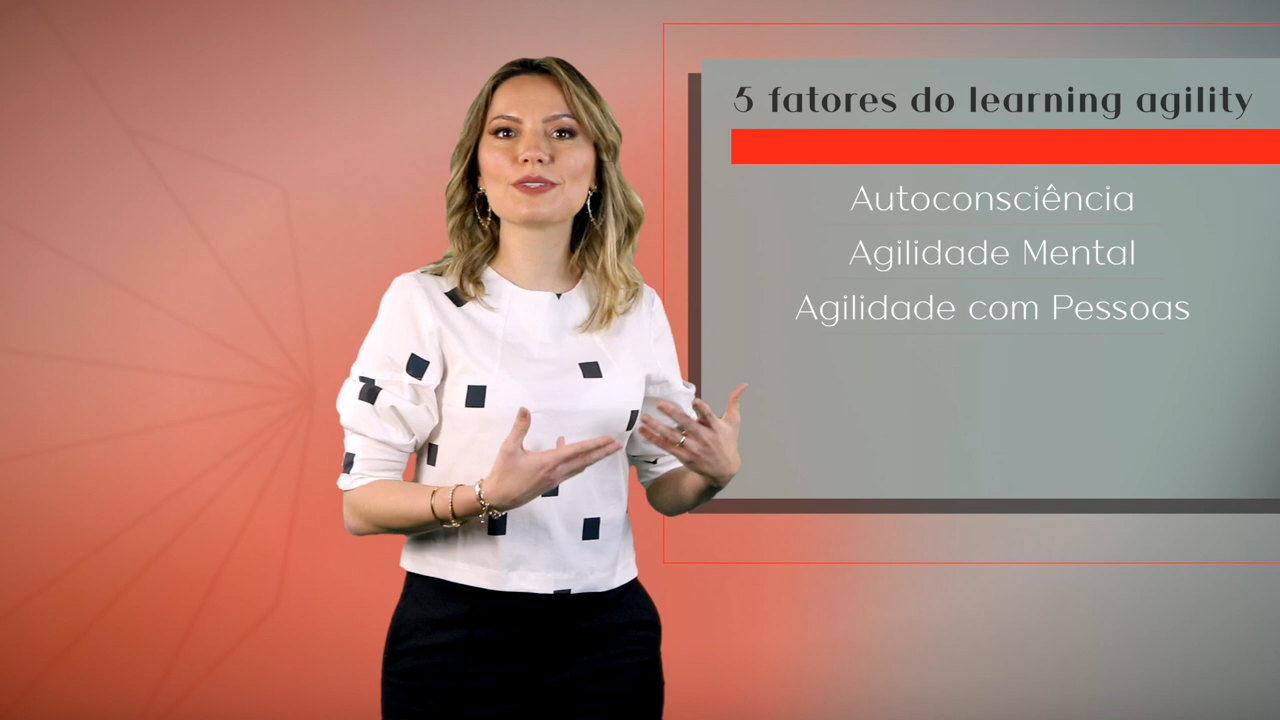 5 fatores do learning agility
Autoconsciência
Agilidade Mental
Agilidade com Pessoas